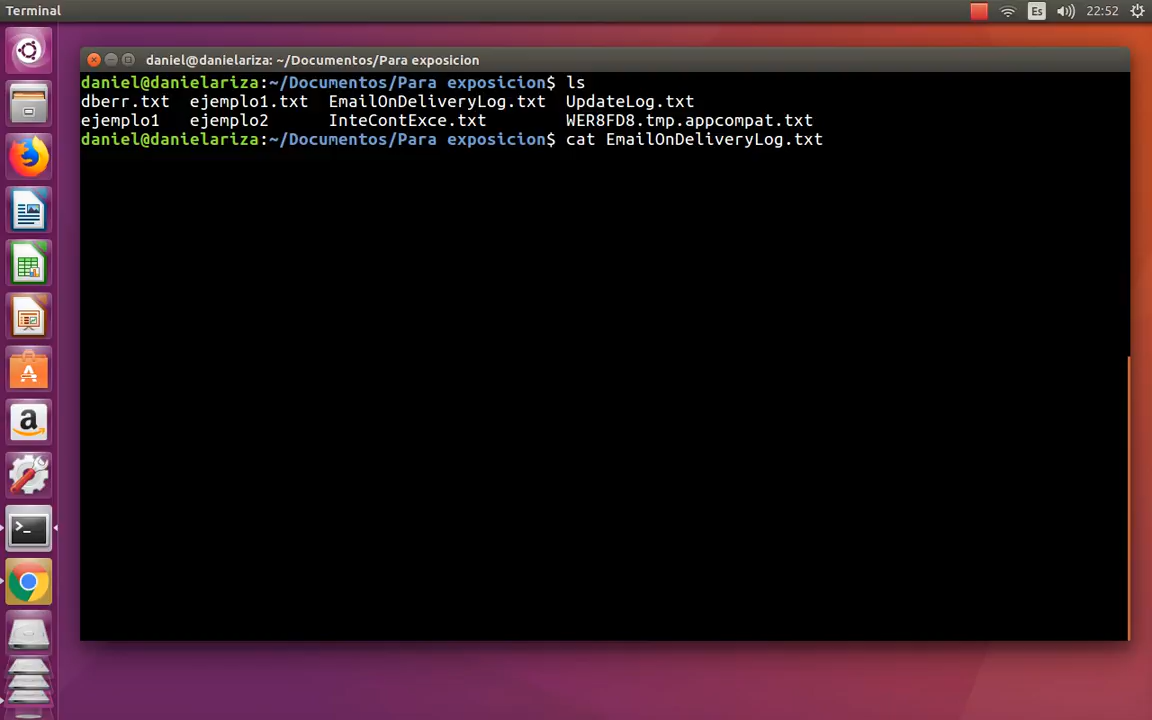 Terminal
Es
22:52
daniel@danielariza: ~/Documentos/Para exposicion
daniel@danielariza:~/Documentos/Para exposicion$ ls
dberr.txt ejemplo1.txt EmailOnDeliveryLog.txt UpdateLog.txt
ejemplo1 ejemplo2 InteContExce.txt WER8FD8.tmp.appcompat.txt
daniel@danielariza:~/Documentos/Para exposicion$ cat EmailOnDeliveryLog.txt